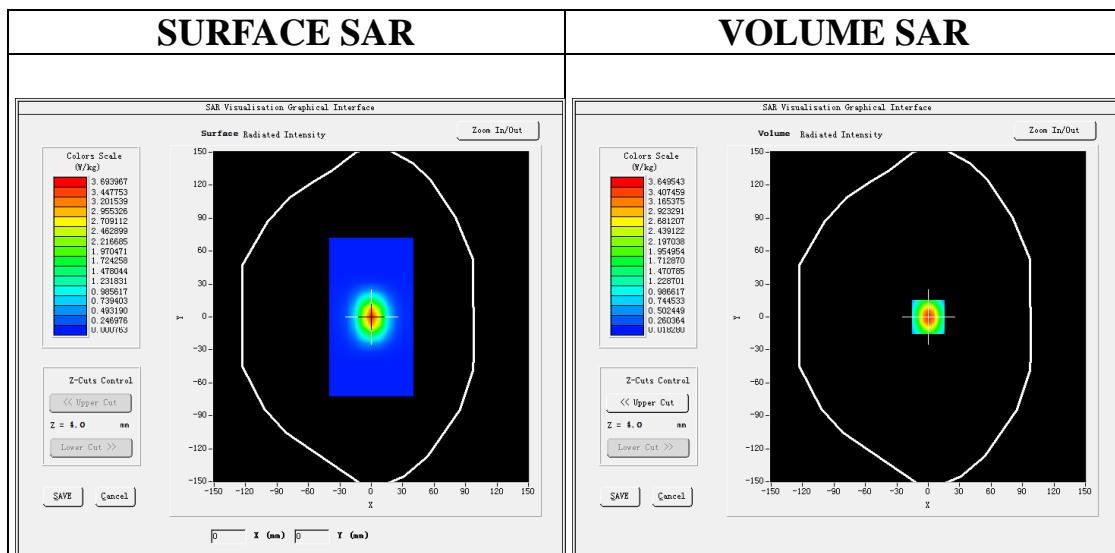 SURFACE SAR
VOLUME SAR
SAR Visualisation Graphical Interface
Surface Radiated Intensity
Zoom In/Out
Colors Scale
(W/kg)
3.693967
3.447753
3.201539
2.955326
2.709112
2.462899
2.216685
1.970471
1.724258
1.478044
1.231831
0.985617
0.739403
0.493190
0.246976
0.000763
Z-Cuts Control
<< Upper Cut
Z = 4.0 mm
Lower Cut >>
SAVE Cancel
150
120
90
60
30
0
-30
-60
-90
-120
-150
Y
-150 -120 -90 -60 -30 0 30 60 90 120 150
X
0 X (mm) 0 Y (mm)
SAR Visualisation Graphical Interface
Volume Radiated Intensity
Zoom In/Out
Colors Scale
(W/kg)
3.649543
3.407459
3.165375
2.923291
2.681207
2.439122
2.197038
1.954954
1.712870
1.470785
1.228701
0.986617
0.744533
0.502449
0.260364
0.018280
Z-Cuts Control
<< Upper Cut
Z = 4.0 mm
Lower Cut >>
SAVE Cancel
150
120
90
60
30
0
-30
-60
-90
-120
-150
Y
-150 -120 -90 -60 -30 0 30 60 90 120 150
X